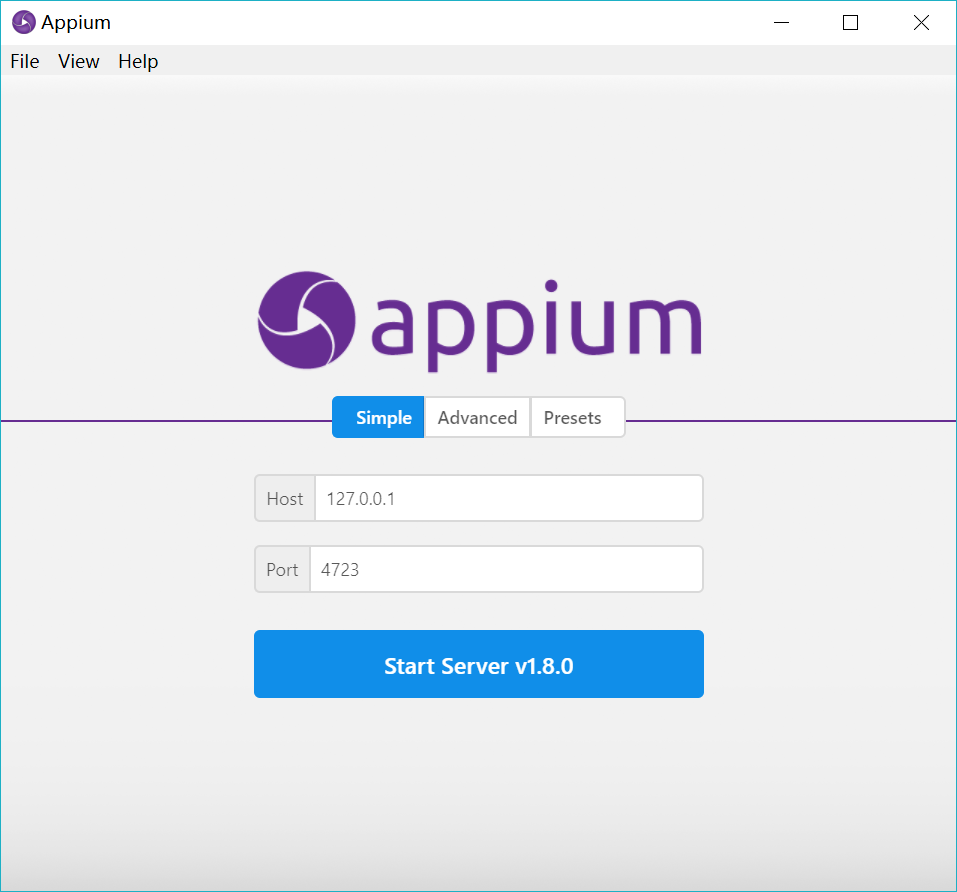 Appium
File View Help
appium
Simple Advanced Presets
Host 127.0.0.1
Port 4723
Start Server v1.8.0